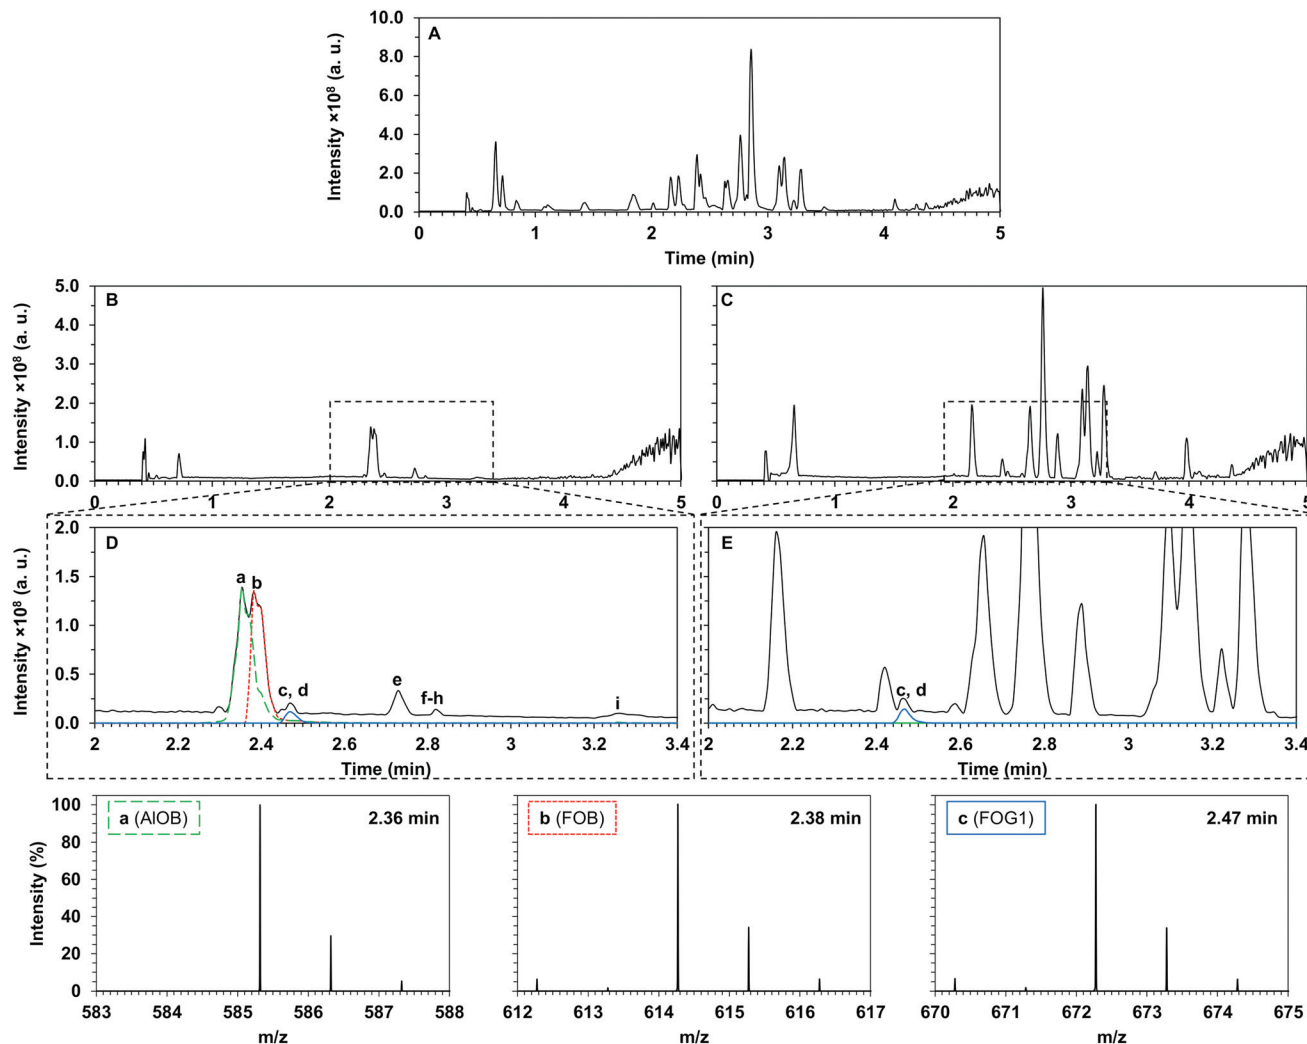 10.0
A
8.0
6.0
4.0
2.0
0.0
Intensity ×10⁸ (a. u.)
0 1 2 3 4 5
Time (min)
5.0
B
C
4.0
3.0
2.0
1.0
0.0
Intensity ×10⁸ (a. u.)
0 1 2 3 4 5
0 1 2 3 4 5
2.0
D
E
1.5
1.0
0.5
0.0
Intensity ×10⁸ (a. u.)
a b
c, d
e
f-h
i
c, d
2 2.2 2.4 2.6 2.8 3 3.2 3.4
2 2.2 2.4 2.6 2.8 3 3.2 3.4
Time (min)
Time (min)
100
80
60
40
20
0
Intensity (%)
a (AlOB)
2.36 min
583 584 585 586 587 588
m/z
b (FOB)
2.38 min
612 613 614 615 616 617
m/z
c (FOG1)
2.47 min
670 671 672 673 674 675
m/z